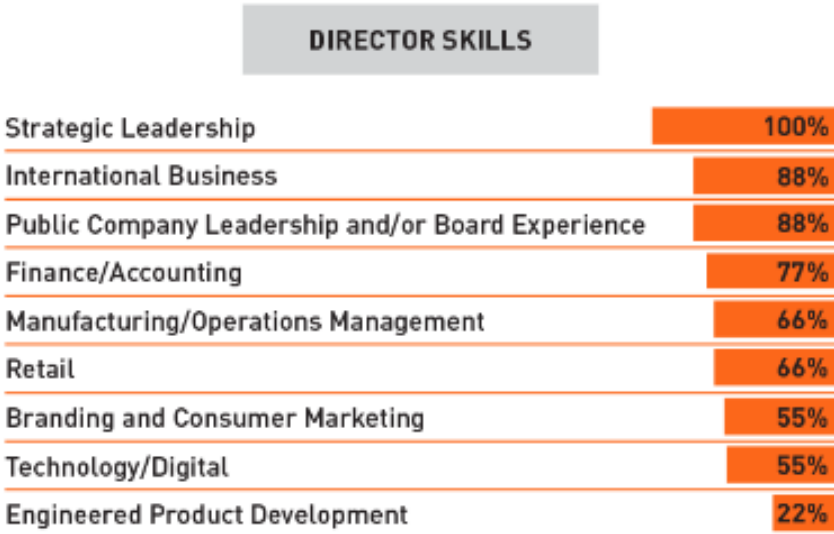 DIRECTOR SKILLS
Strategic Leadership 100%
International Business 88%
Public Company Leadership and/or Board Experience 88%
Finance/Accounting 77%
Manufacturing/Operations Management 66%
Retail 66%
Branding and Consumer Marketing 55%
Technology/Digital 55%
Engineered Product Development 22%